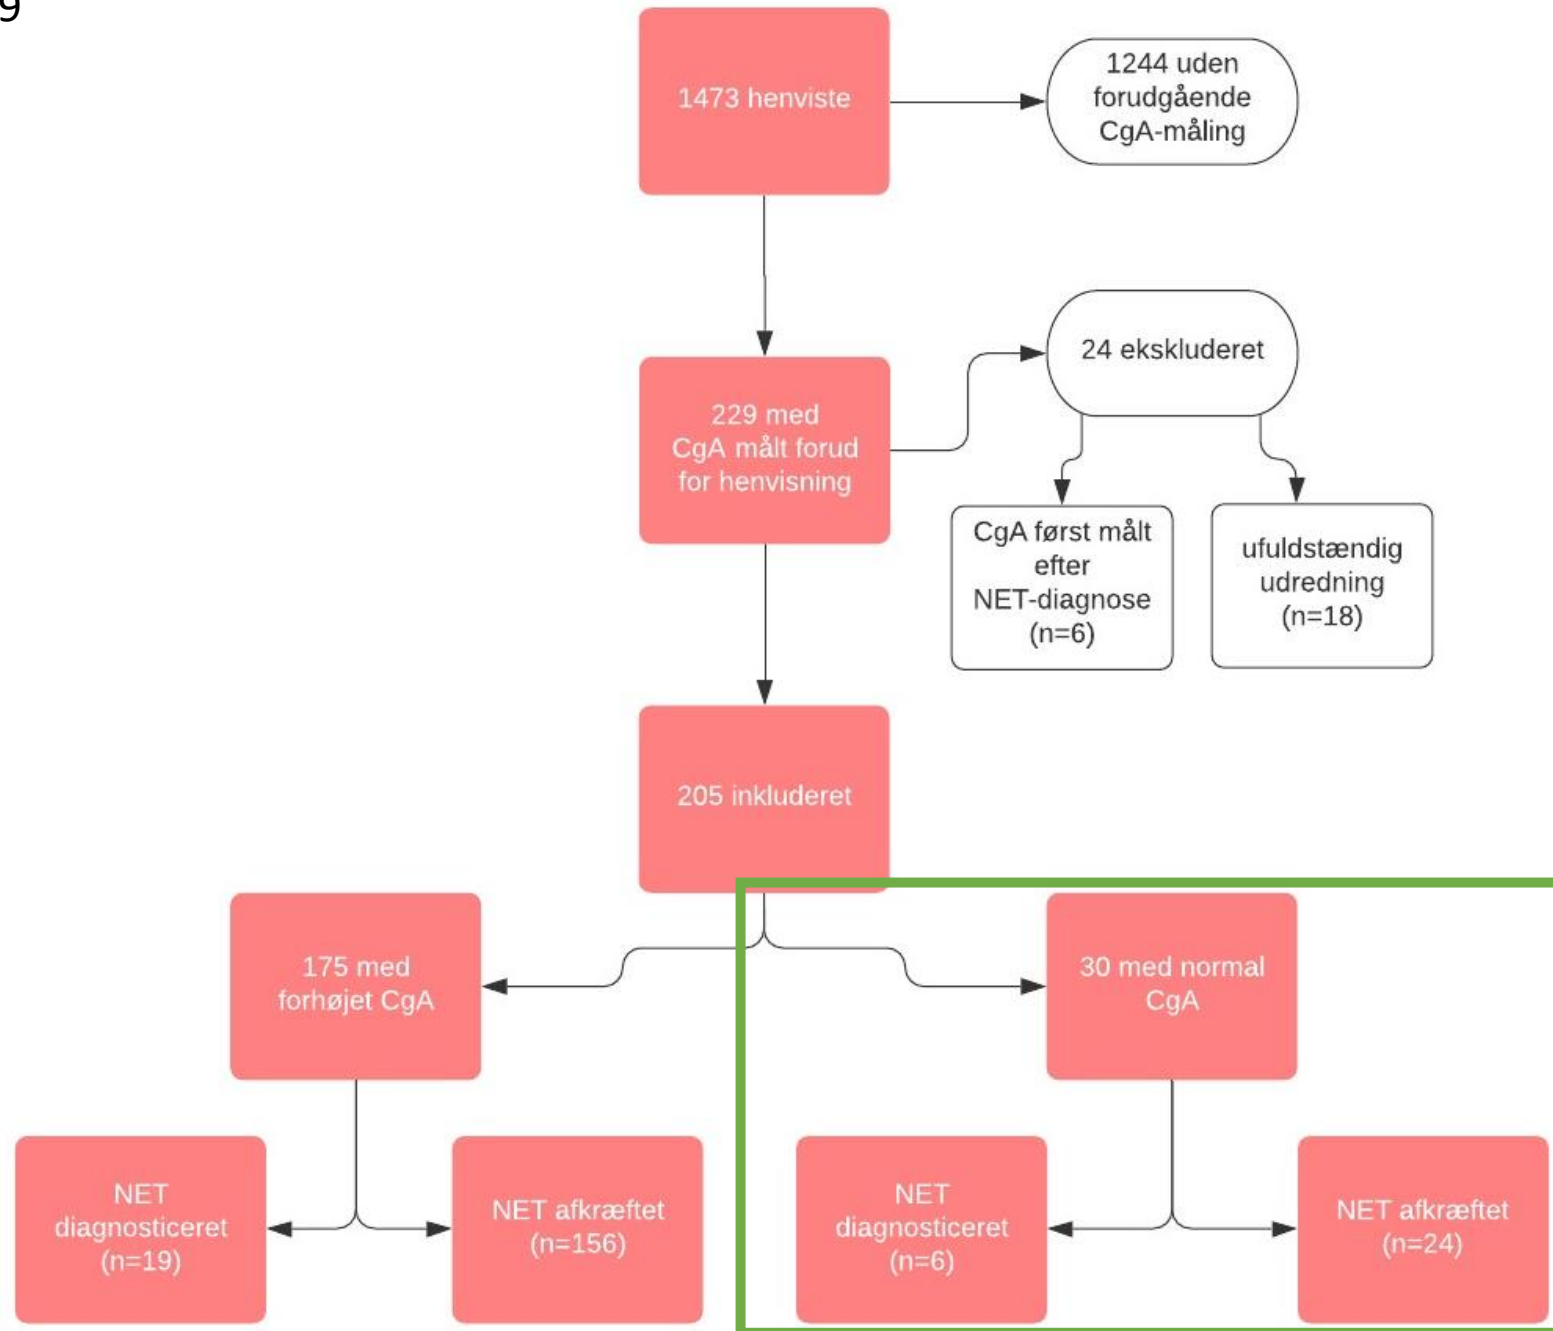 9
1473 henviste
1244 uden
forudgående
CgA-måling
24 ekskluderet
229 med
CgA målt forud
for henvisning
CgA først målt
efter
NET-diagnose
(n=6)
ufuldstændig
udredning
(n=18)
205 inkluderet
175 med
forhøjet CgA
30 med normal
CgA
NET
diagnosticeret
(n=19)
NET afkræftet
(n=156)
NET
diagnosticeret
(n=6)
NET afkræftet
(n=24)